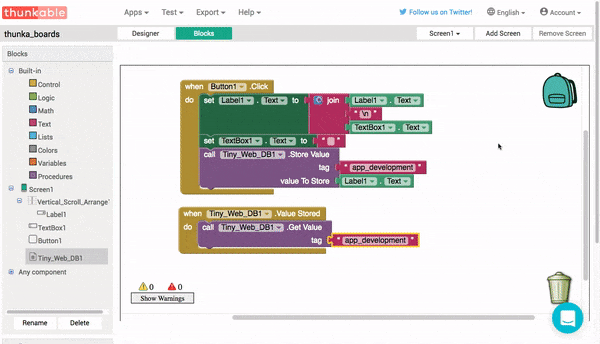 thunkable
Apps Test Export Help Follow us on Twitter! English Account
thunka_boards Designer Blocks Screen1 Add Screen Remove Screen
Blocks
Built-in
Control
Logic
Math
Text
Lists
Colors
Variables
Procedures
Screen1
Vertical_Scroll_Arrange
Label1
TextBox1
Button1
Tiny_Web_DB1
Any component
Rename Delete
when Button1 .Click
do set Label1 . Text to join Label1 . Text
" \n "
TextBox1 . Text
set TextBox1 . Text to " "
call Tiny_Web_DB1 .Store Value
tag " app_development "
value To Store Label1 . Text
when Tiny_Web_DB1 .Value Stored
do call Tiny_Web_DB1 .Get Value
tag " app_development "
0 0
Show Warnings